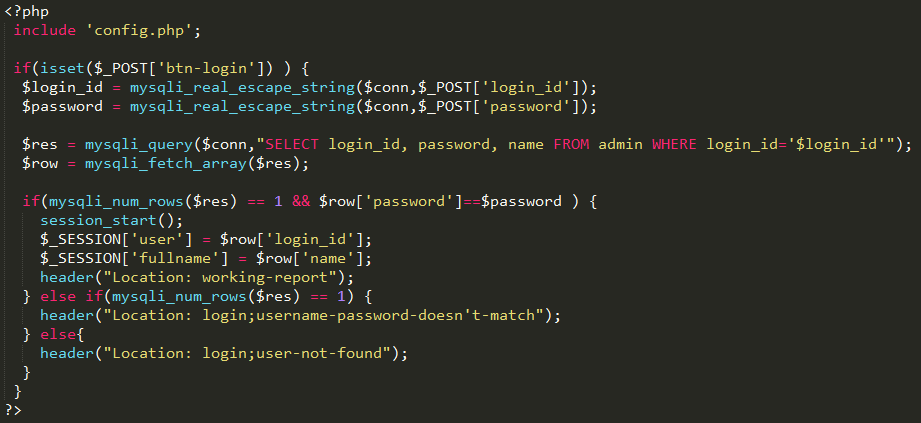 <?php
include 'config.php';
if(isset($_POST['btn-login']) ) {
$login_id = mysqli_real_escape_string($conn,$_POST['login_id']);
$password = mysqli_real_escape_string($conn,$_POST['password']);
$res = mysqli_query($conn,"SELECT login_id, password, name FROM admin WHERE login_id='$login_id'");
$row = mysqli_fetch_array($res);
if(mysqli_num_rows($res) == 1 && $row['password']==$password ) {
session_start();
$_SESSION['user'] = $row['login_id'];
$_SESSION['fullname'] = $row['name'];
header("Location: working-report");
} else if(mysqli_num_rows($res) == 1) {
header("Location: login;username-password-doesn't-match");
} else{
header("Location: login;user-not-found");
}
}
?>